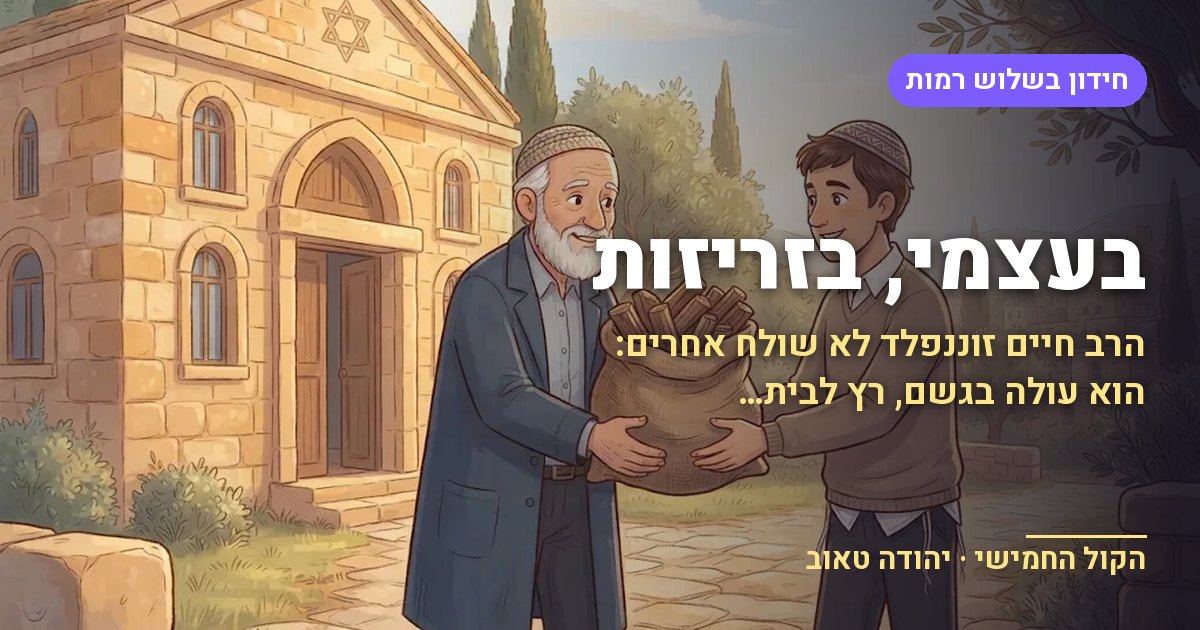 חידון בשלוש רמות
בעצמי, בזריזות
הרב חיים זוננפלד לא שולח אחרים:
הוא עולה בגשם, רץ לבית...
הקול החמישי · יהודה טאוב